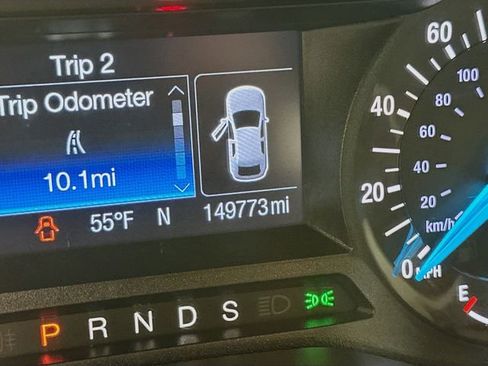 Trip 2
Trip Odometer
10.1mi
55°F N 149773mi
P R N D S
60
40
20
0 MPH
100
80
60
40
20
km/h
E